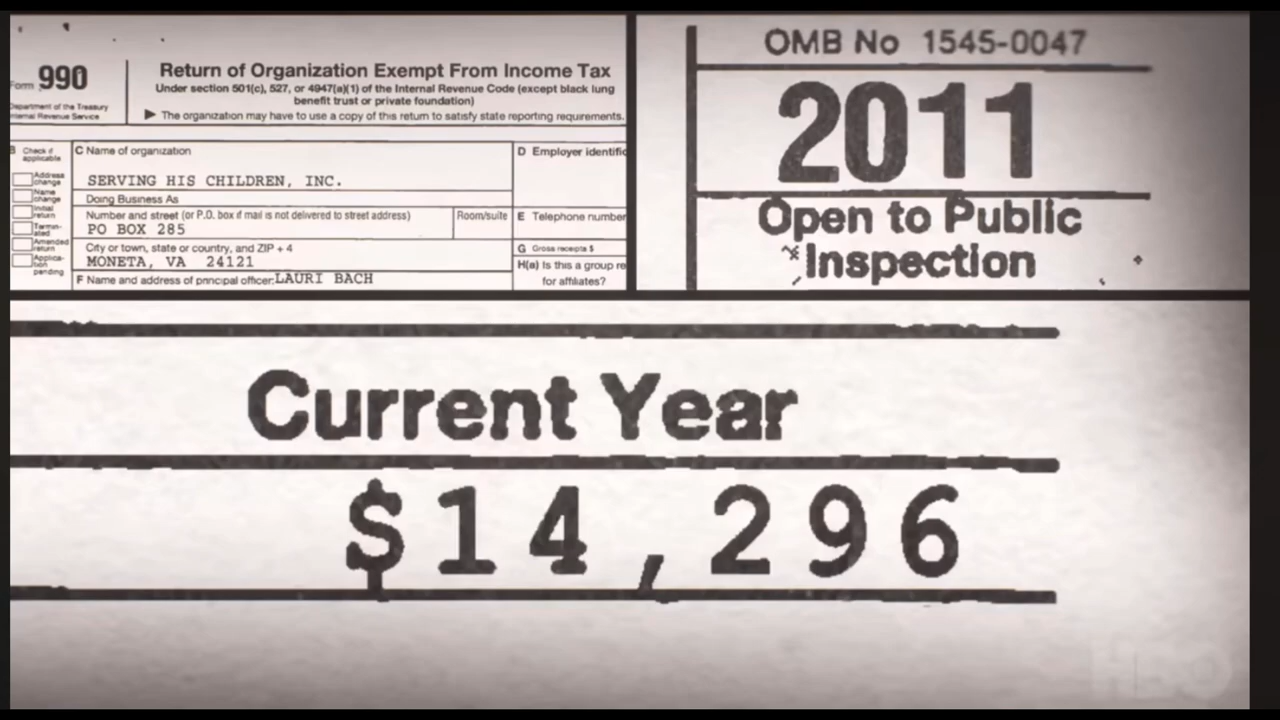 Form 990
Department of the Treasury
Internal Revenue Service
Return of Organization Exempt From Income Tax
Under section 501(c), 527, or 4947(a)(1) of the Internal Revenue Code (except black lung
benefit trust or private foundation)
▶ The organization may have to use a copy of this return to satisfy state reporting requirements.
B Check if
applicable
Address
change
Name
change
Initial
return
Termin-
ated
Amended
return
Applica-
tion
pending
C Name of organization
SERVING HIS CHILDREN, INC.
Doing Business As
Number and street (or P.O. box if mail is not delivered to street address)
Room/suite
PO BOX 285
City or town, state or country, and ZIP + 4
MONETA, VA 24121
F Name and address of principal officer: LAURI BACH
D Employer identific
E Telephone number
G Gross receipts $
H(a) Is this a group re
for affiliates?
OMB No 1545-0047
2011
Open to Public
Inspection
Current Year
$14,296